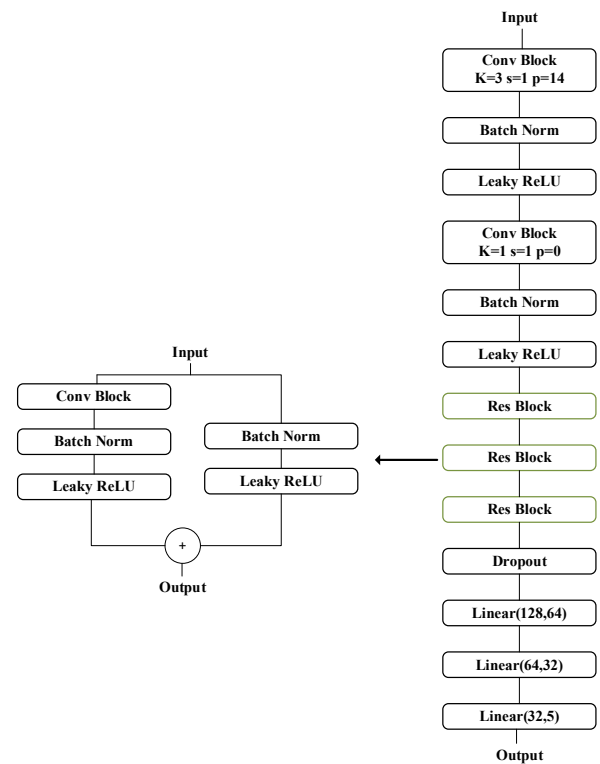 Input
Conv Block
K=3 s=1 p=14
Batch Norm
Leaky ReLU
Conv Block
K=1 s=1 p=0
Batch Norm
Leaky ReLU
Res Block
Res Block
Res Block
Dropout
Linear(128,64)
Linear(64,32)
Linear(32,5)
Output
Input
Conv Block
Batch Norm
Leaky ReLU
Batch Norm
Leaky ReLU
+
Output